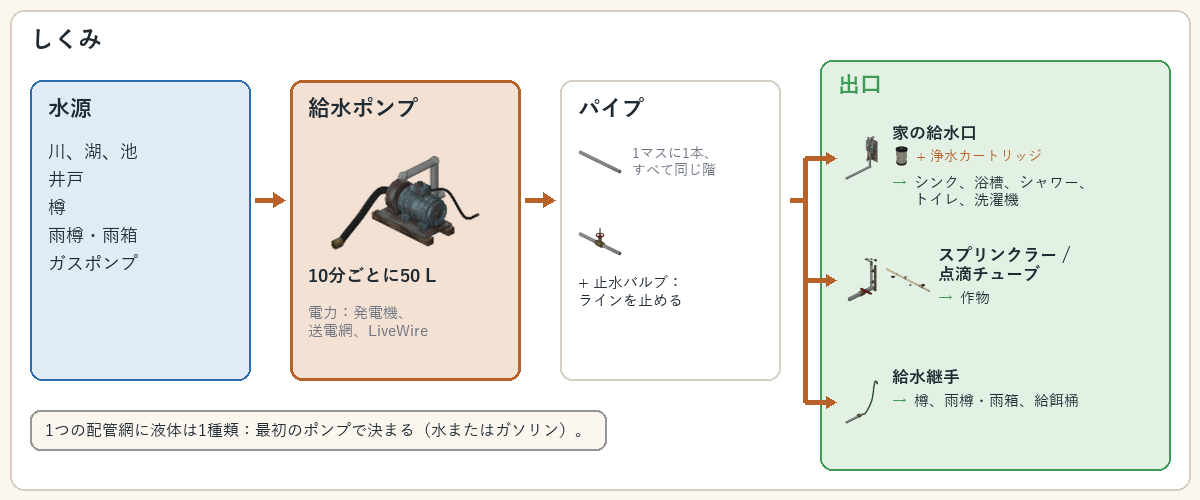 しくみ
水源
川、湖、池
井戸
樽
雨樽・雨箱
ガスポンプ
給水ポンプ
10分ごとに50 L
電力：発電機、
送電網、LiveWire
パイプ
1マスに1本、
すべて同じ階
+ 止水バルブ：
ラインを止める
出口
家の給水口
+ 浄水カートリッジ
→ シンク、浴槽、シャワー、
トイレ、洗濯機
スプリンクラー /
点滴チューブ
→ 作物
給水継手
→ 樽、雨樽・雨箱、給餌桶
1つの配管網に液体は1種類：最初のポンプで決まる（水またはガソリン）。